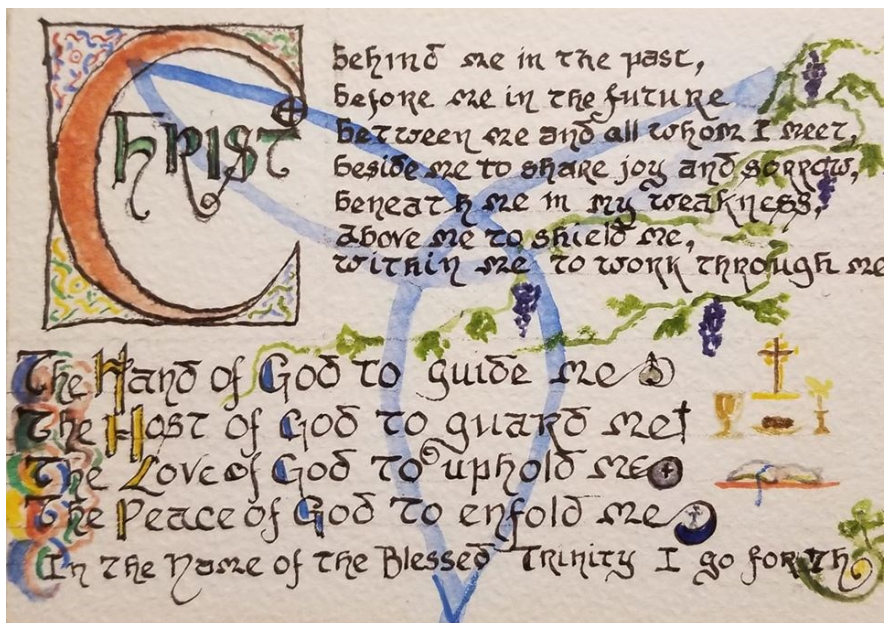 Christ
behind me in the past,
before me in the future
between me and all whom I meet,
beside me to share joy and sorrow,
beneath me in my weakness,
above me to shield me,
within me to work through me
The Hand of God to guide me
The Host of God to guard me
The Love of God to uphold me
The Peace of God to enfold me
In the Name of the Blessed Trinity I go forth